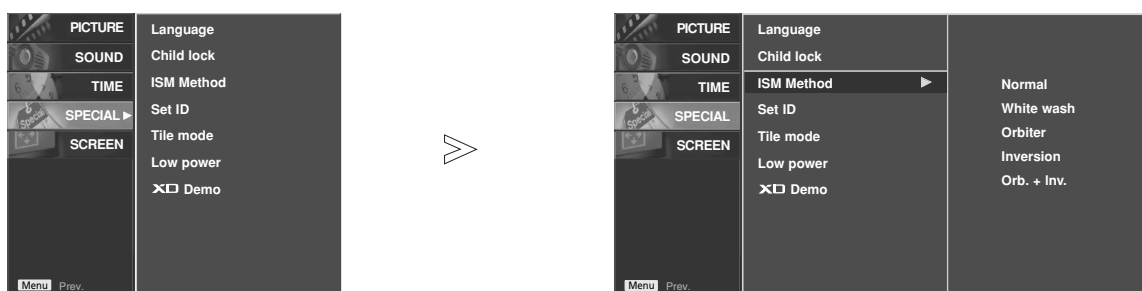 PICTURE
SOUND
TIME
SPECIAL
SCREEN
Language
Child lock
ISM Method
Set ID
Tile mode
Low power
XD Demo
Menu Prev.
PICTURE
SOUND
TIME
SPECIAL
SCREEN
Language
Child lock
ISM Method
Set ID
Tile mode
Low power
XD Demo
Normal
White wash
Orbiter
Inversion
Orb. + Inv.
Menu Prev.